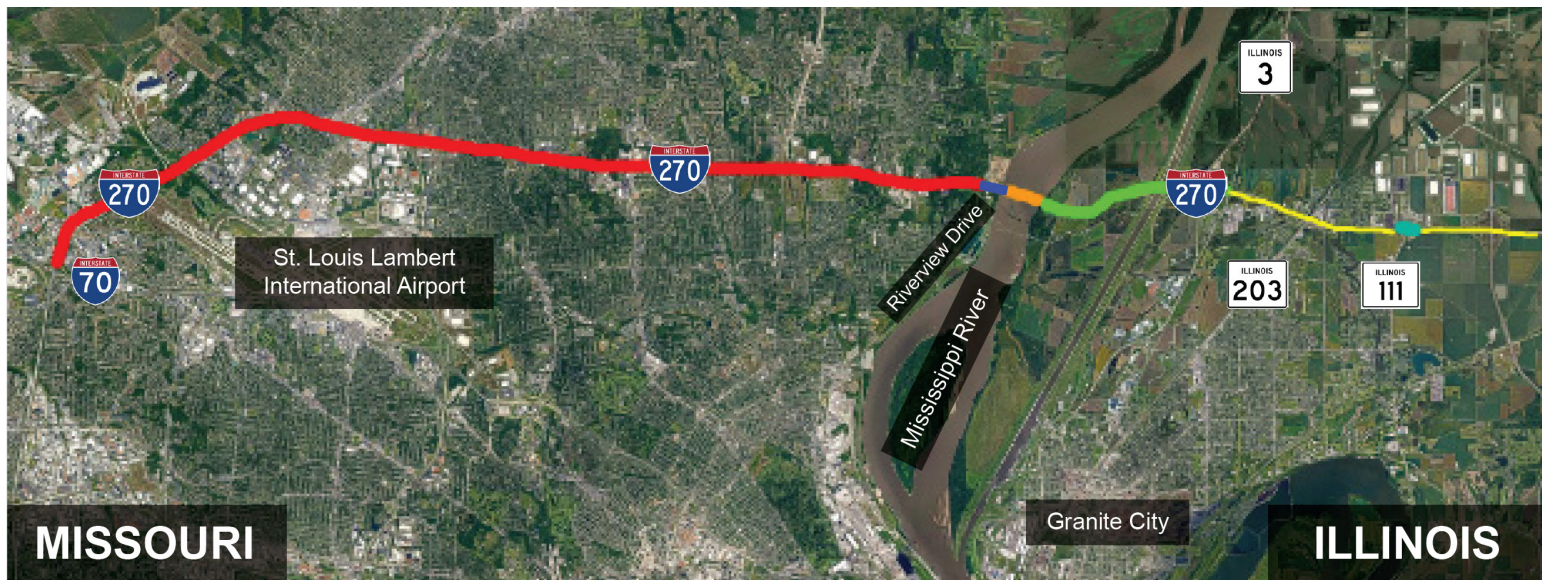 ILLINOIS
3
INTERSTATE
270
INTERSTATE
270
INTERSTATE
270
INTERSTATE
70
St. Louis Lambert
International Airport
Riverview Drive
Mississippi River
ILLINOIS
203
ILLINOIS
111
Granite City
MISSOURI
ILLINOIS